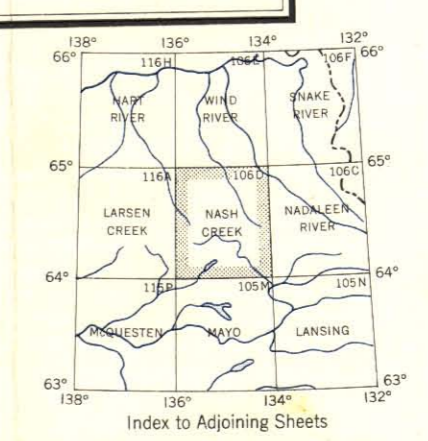 138° 136° 134° 132°
66° 66°
116H 106E 106F
HART WIND SNAKE
RIVER RIVER RIVER
65° 65°
116A 106D 106C
LARSEN NASH NADALEEN
CREEK CREEK RIVER
64° 64°
115P 105M 105N
McQUESTEN MAYO LANSING
63° 63°
138° 136° 134° 132°
Index to Adjoining Sheets